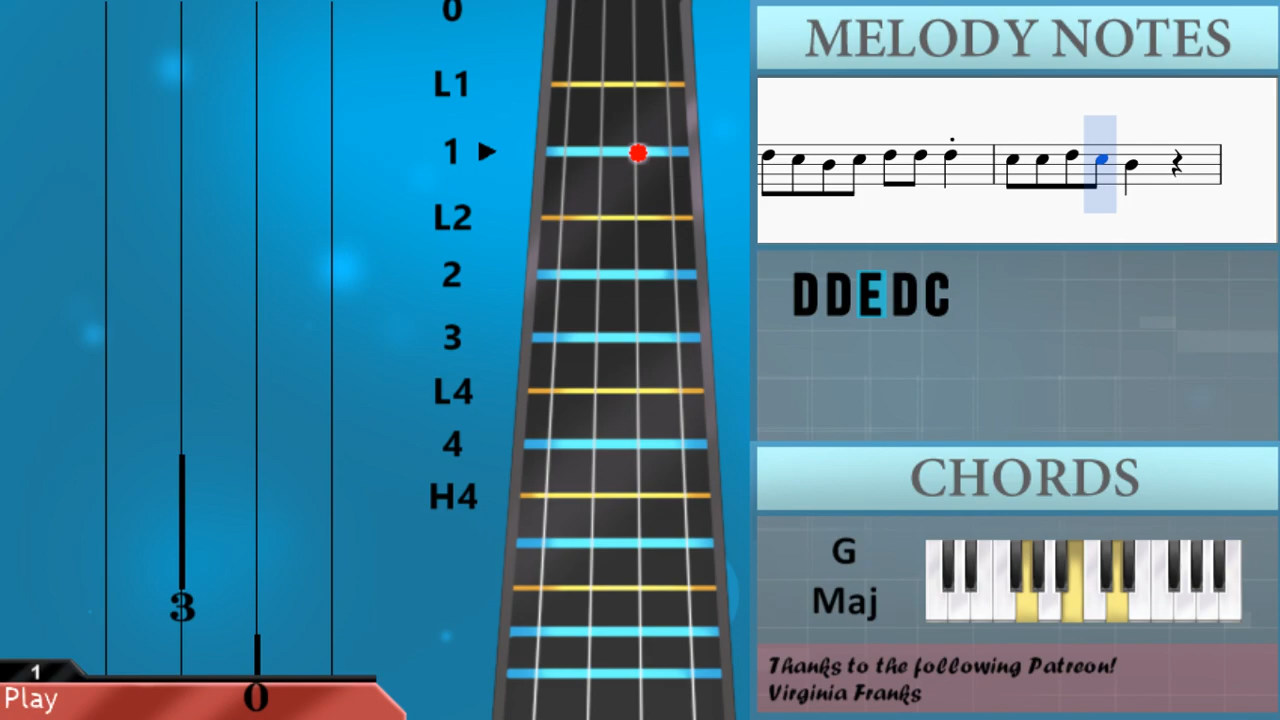 0
L1
1
L2
2
3
L4
4
H4
3
0
1
Play
MELODY NOTES
DDEDC
CHORDS
G
Maj
Thanks to the following Patreon!
Virginia Franks